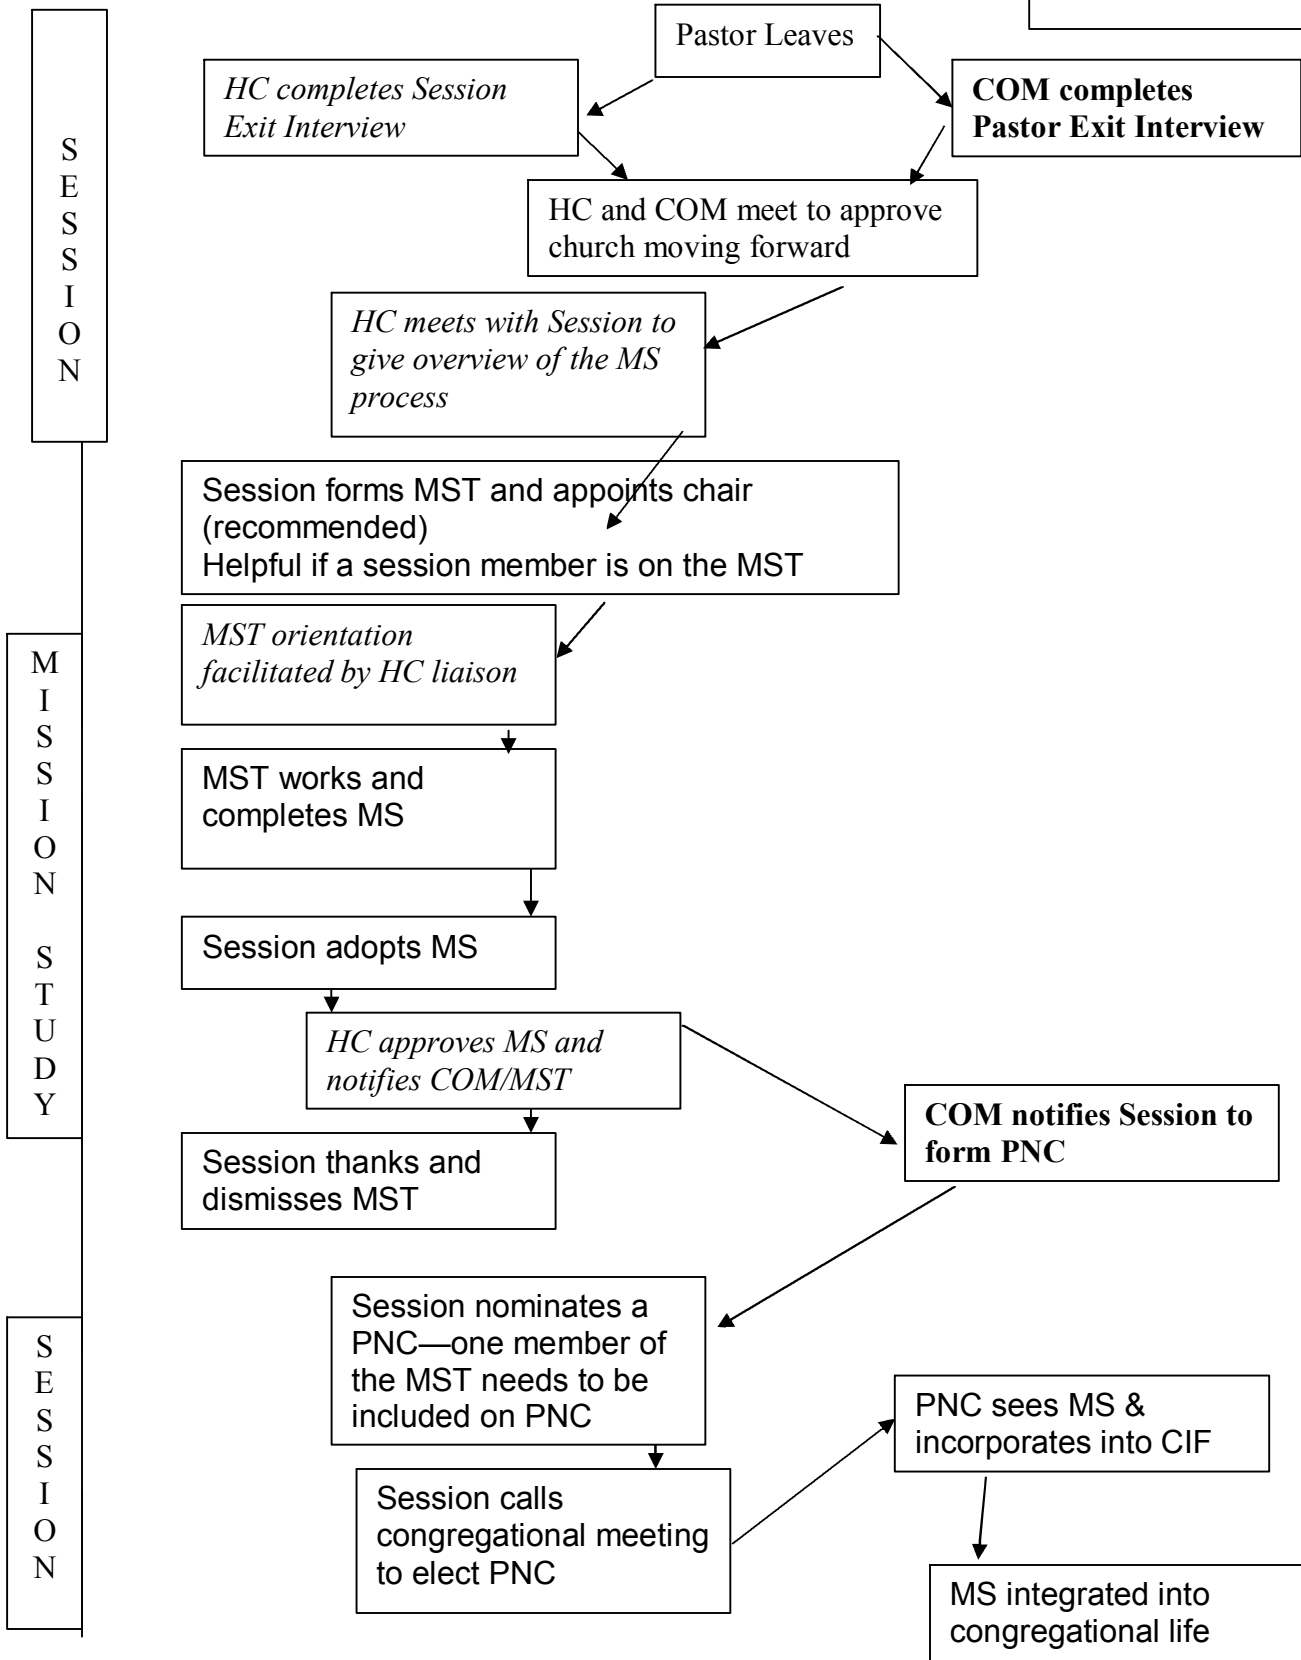 Pastor Leaves
HC completes Session
Exit Interview
COM completes
Pastor Exit Interview
S
E
S
S
I
O
N
HC and COM meet to approve
church moving forward
HC meets with Session to
give overview of the MS
process
Session forms MST and appoints chair
(recommended)
Helpful if a session member is on the MST
M
I
S
S
I
O
N
S
T
U
D
Y
MST orientation
facilitated by HC liaison
MST works and
completes MS
Session adopts MS
HC approves MS and
notifies COM/MST
COM notifies Session to
form PNC
Session thanks and
dismisses MST
S
E
S
S
I
O
N
Session nominates a
PNC—one member of
the MST needs to be
included on PNC
PNC sees MS &
incorporates into CIF
Session calls
congregational meeting
to elect PNC
MS integrated into
congregational life